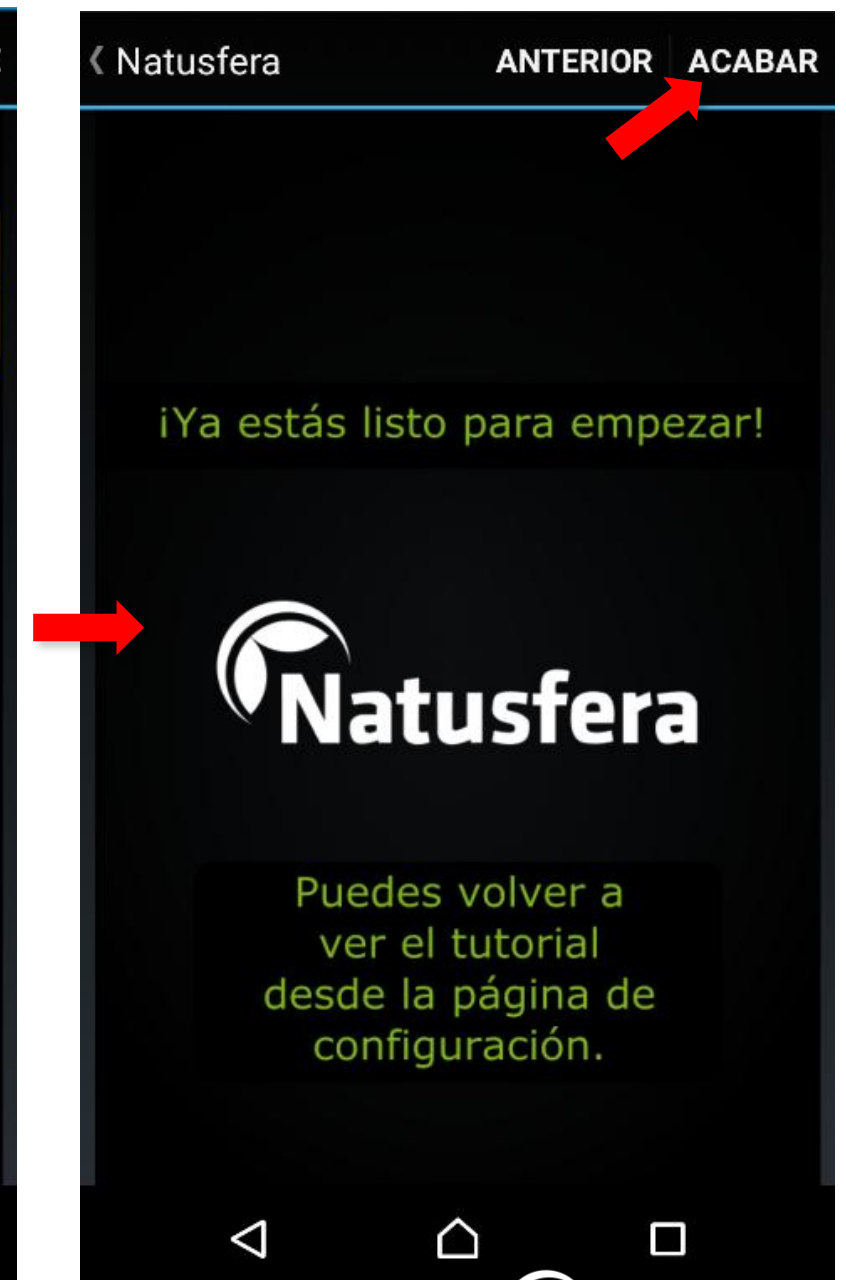 Natusfera ANTERIOR ACABAR
¡Ya estás listo para empezar!
Natusfera
Puedes volver a
ver el tutorial
desde la página de
configuración.